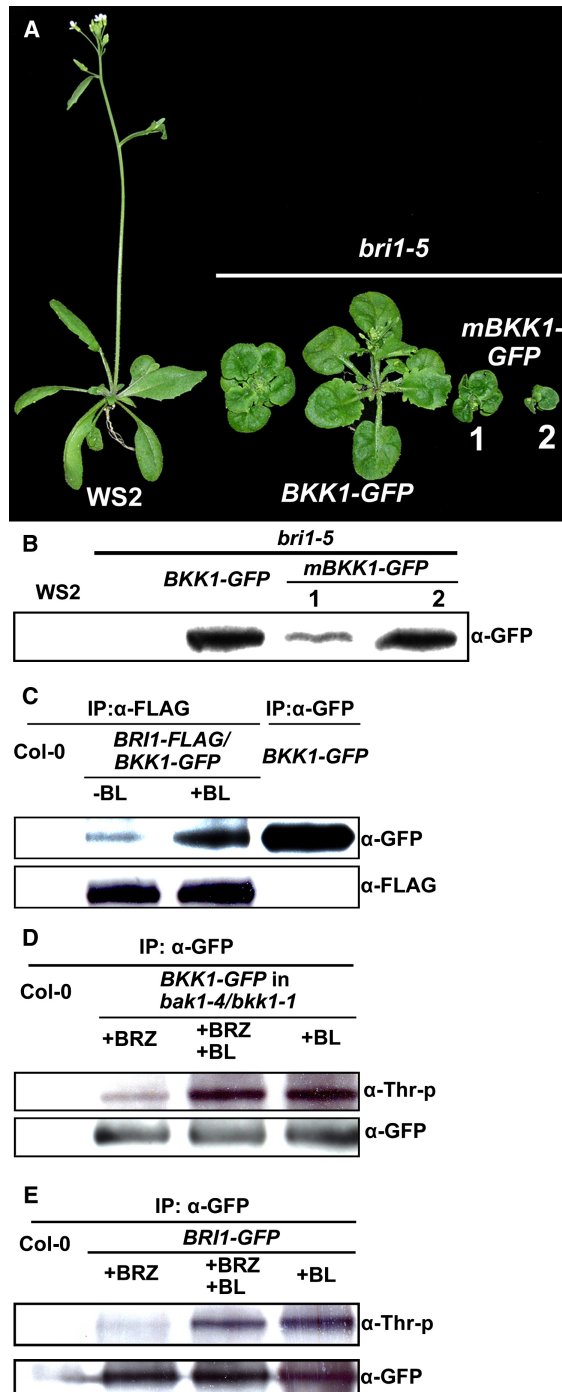 A
bri1-5
mBKK1-
GFP
1
2
WS2
BKK1-GFP
B
bri1-5
WS2
BKK1-GFP
mBKK1-GFP
1
2
α-GFP
C
IP:α-FLAG
IP:α-GFP
Col-0
BRI1-FLAG/
BKK1-GFP
BKK1-GFP
-BL
+BL
α-GFP
α-FLAG
D
IP: α-GFP
Col-0
BKK1-GFP in
bak1-4/bkk1-1
+BRZ
+BRZ
+BL
+BL
α-Thr-p
α-GFP
E
IP: α-GFP
Col-0
BRI1-GFP
+BRZ
+BRZ
+BL
+BL
α-Thr-p
α-GFP